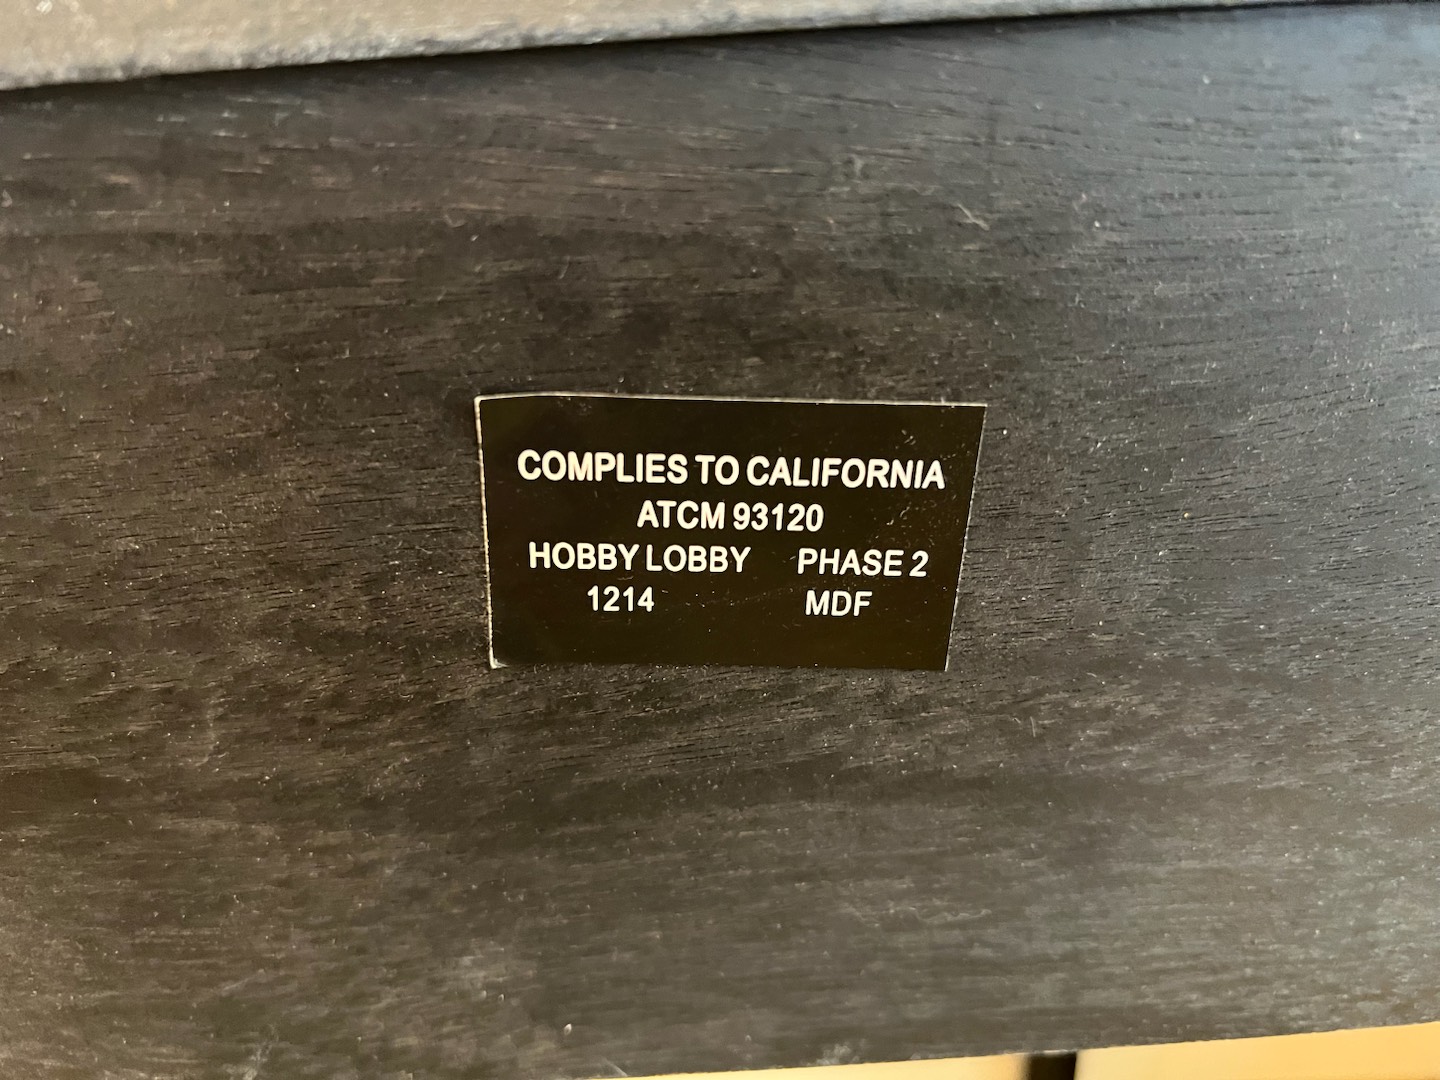 COMPLIES TO CALIFORNIA
ATCM 93120
HOBBY LOBBY PHASE 2
1214 MDF